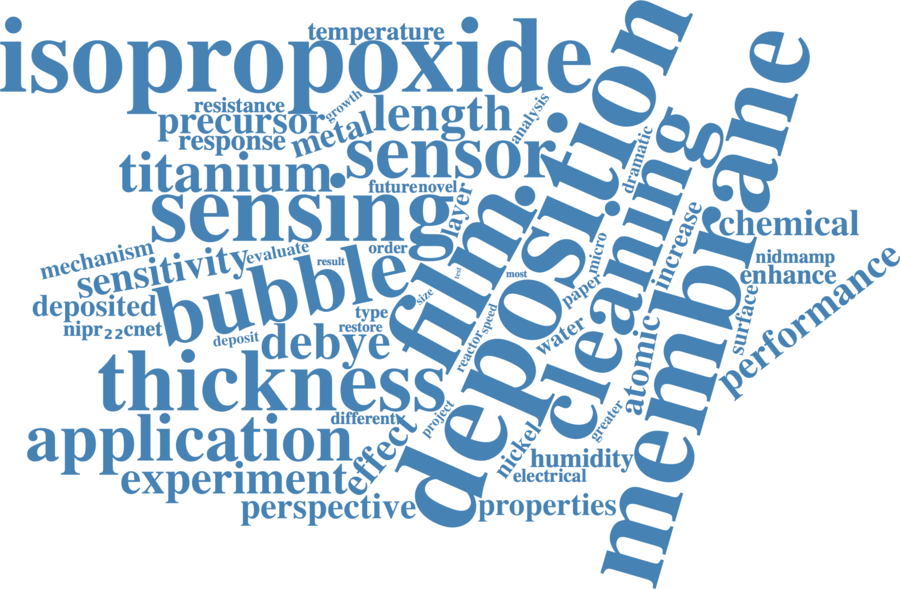 temperature
isopropoxide
resistance
growth
precursor
metal
length
analysis
response
sensor
titanium
future
novel
sensing
layer
film
deposition
dramatic
cleaning
membrane
chemical
mechanism
sensitivity
evaluate
result
order
bubble
size
test
most
micro
increase
paper
nidmamp
enhance
surface
performance
deposited
nipr₂₂cnet
deposit
type
restore
debye
reactor
speed
water
atomic
thickness
differenty
project
greater
application
effect
nickel
humidity
electrical
experiment
perspective
properties